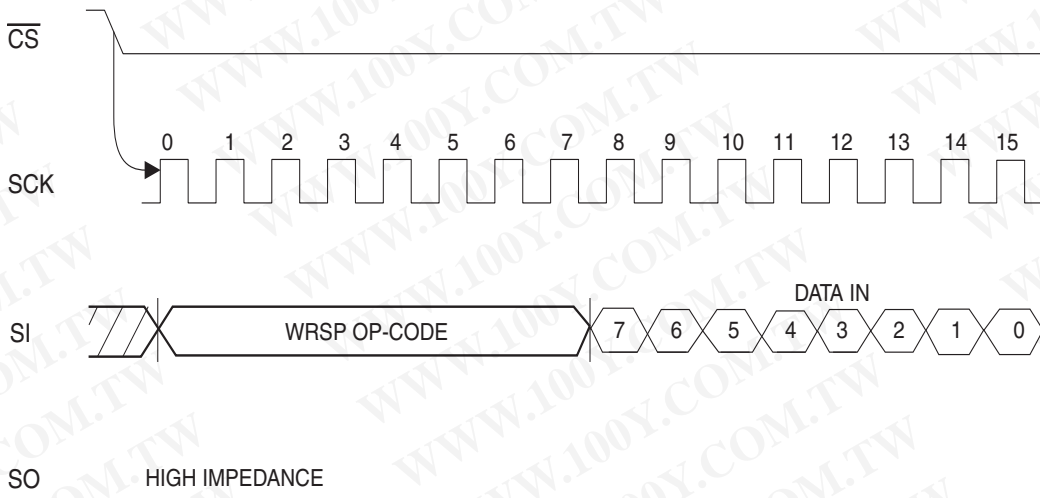 CS
0 1 2 3 4 5 6 7 8 9 10 11 12 13 14 15
SCK
DATA IN
SI WRSP OP-CODE 7 6 5 4 3 2 1 0
SO HIGH IMPEDANCE
WWW.100Y.COM.TW